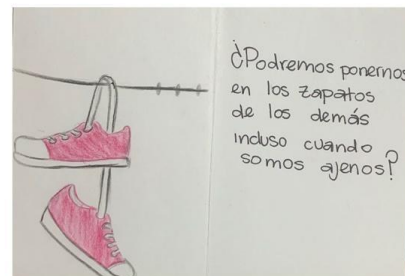 ¿Podremos ponernos
en los zapatos
de los demás
incluso cuando
somos ajenos?